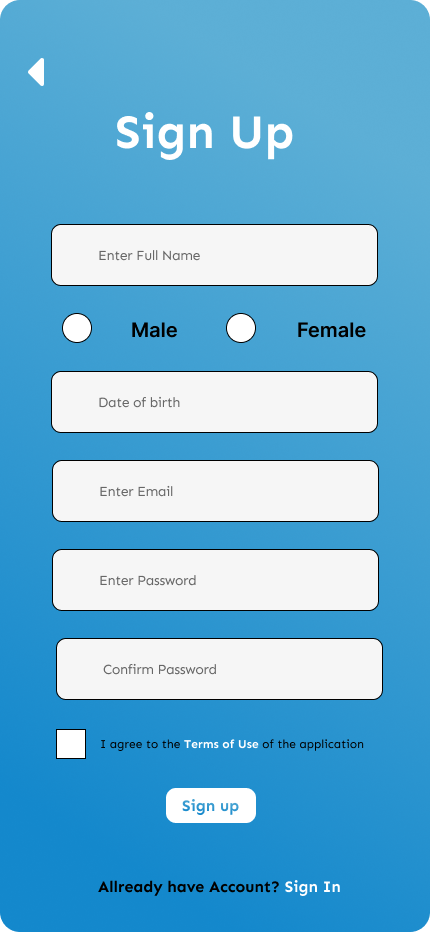 Sign Up
Enter Full Name
Male Female
Date of birth
Enter Email
Enter Password
Confirm Password
I agree to the Terms of Use of the application
Sign up
Allready have Account? Sign In